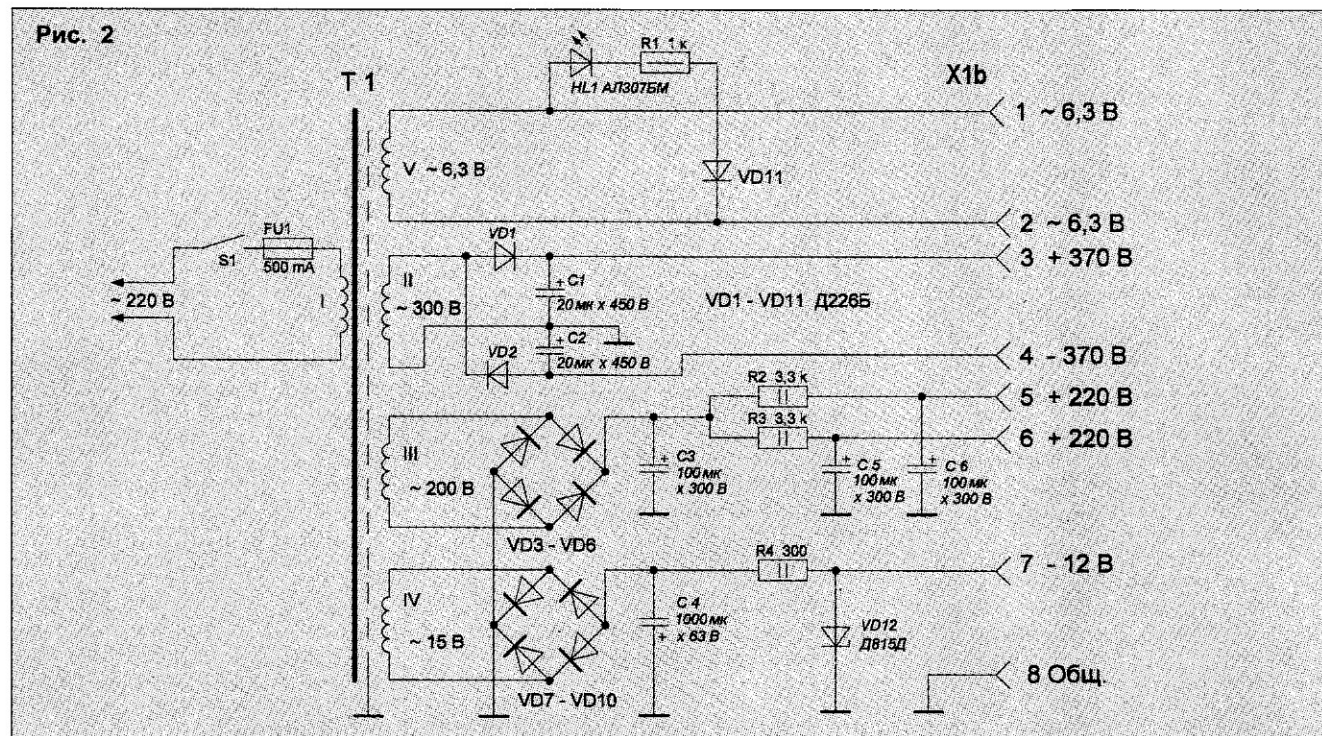 Рис. 2
Т 1
R1 1 к
HL1 АЛ307БМ
X1b
1 ~ 6,3 В
V ~ 6,3 В
VD11
2 ~ 6,3 В
FU1
S1
500 mA
~ 220 В
I
II
~ 300 В
VD1
3 + 370 В
+ C1
20 мк x 450 В
VD1 - VD11 Д226Б
+ C2
20 мк x 450 В
VD2
4 - 370 В
R2 3,3 к
5 + 220 В
R3 3,3 к
6 + 220 В
III
~ 200 В
VD3 - VD6
+ C3
100 мк
x 300 В
+ C 5
100 мк
x 300 В
+ C 6
100 мк
x 300 В
IV
~ 15 В
VD7 - VD10
R4 300
7 - 12 В
C 4
1000 мк
+ x 63 В
VD12
Д815Д
8 Общ.